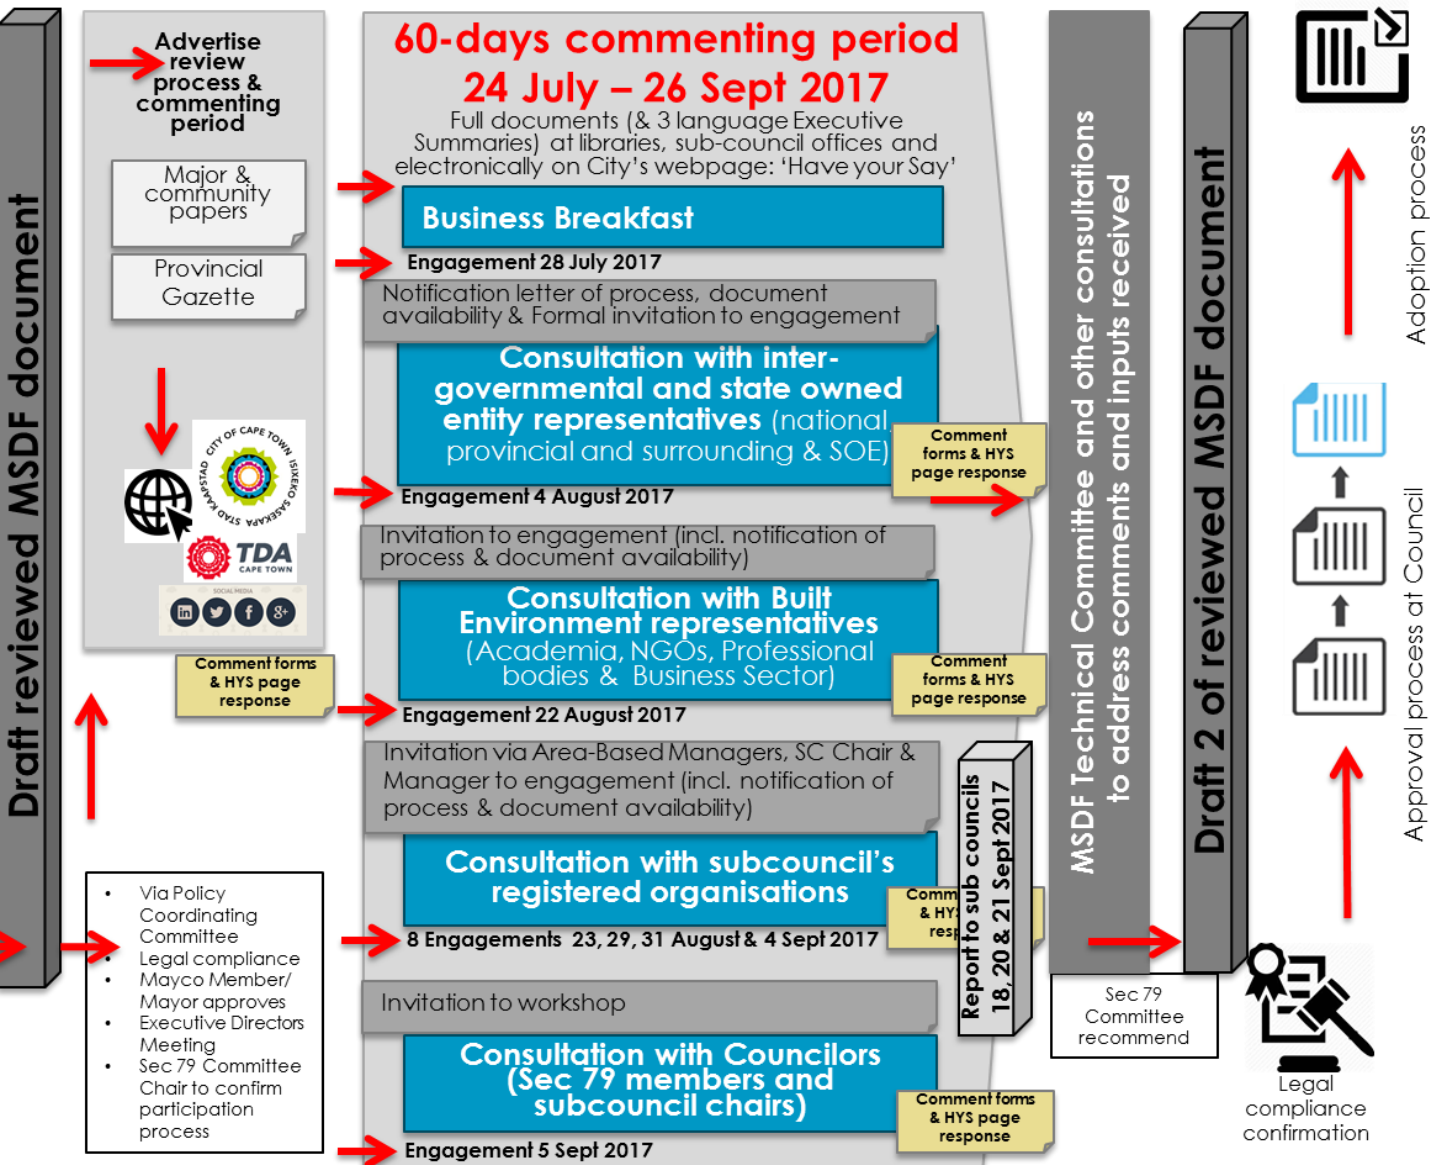 Draft reviewed MSDF document
Advertise
review
process &
commenting
period
Major &
community
papers
Provincial
Gazette
CITY OF CAPE TOWN
ISIXEKO SASEKAPA
STAD KAAPSTAD
TDA
CAPE TOWN
SOCIAL MEDIA
in
f
g+
Comment forms
& HYS page
response
• Via Policy
Coordinating
Committee
• Legal compliance
• Mayco Member/
Mayor approves
• Executive Directors
Meeting
• Sec 79 Committee
Chair to confirm
participation
process
60-days commenting period
24 July – 26 Sept 2017
Full documents (& 3 language Executive
Summaries) at libraries, sub-council offices and
electronically on City's webpage: 'Have your Say'
Business Breakfast
Engagement 28 July 2017
Notification letter of process, document
availability & Formal invitation to engagement
Consultation with inter-
governmental and state owned
entity representatives (national,
provincial and surrounding & SOE)
Comment
forms & HYS
page response
Engagement 4 August 2017
Invitation to engagement (incl. notification of
process & document availability)
Consultation with Built
Environment representatives
(Academia, NGOs, Professional
bodies & Business Sector)
Comment
forms & HYS
page response
Engagement 22 August 2017
Invitation via Area-Based Managers, SC Chair &
Manager to engagement (incl. notification of
process & document availability)
Consultation with subcouncil's
registered organisations
8 Engagements 23, 29, 31 August & 4 Sept 2017
Report to sub councils
18, 20 & 21 Sept 2017
Invitation to workshop
Consultation with Councilors
(Sec 79 members and
subcouncil chairs)
Comment forms
& HYS page
response
Engagement 5 Sept 2017
MSDF Technical Committee and other consultations
to address comments and inputs received
Sec 79
Committee
recommend
Draft 2 of reviewed MSDF document
Adoption process
Approval process at Council
Legal
compliance
confirmation